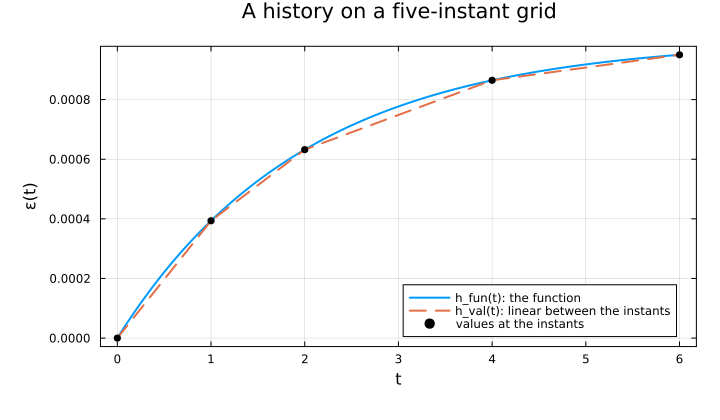 A history on a five-instant grid
ε(t)
0.0008
0.0006
0.0004
0.0002
0.0000
h_fun(t): the function
h_val(t): linear between the instants
values at the instants
0 1 2 3 4 5 6
t